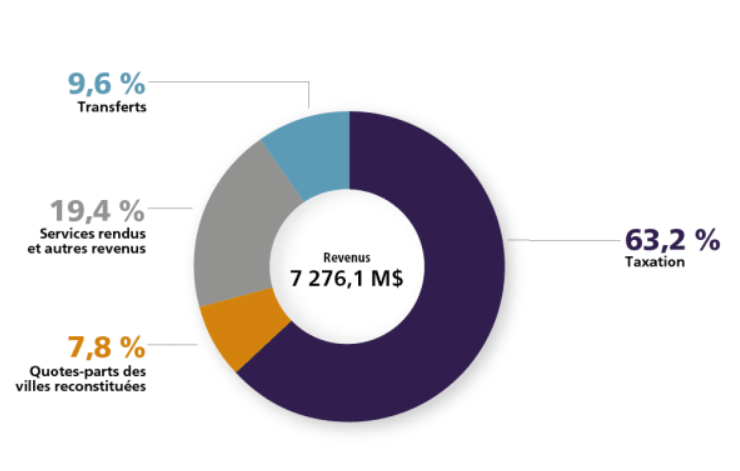 9,6 %
Transferts
19,4 %
Services rendus
et autres revenus
7,8 %
Quotes-parts des
villes reconstituées
Revenus
7 276,1 M$
63,2 %
Taxation